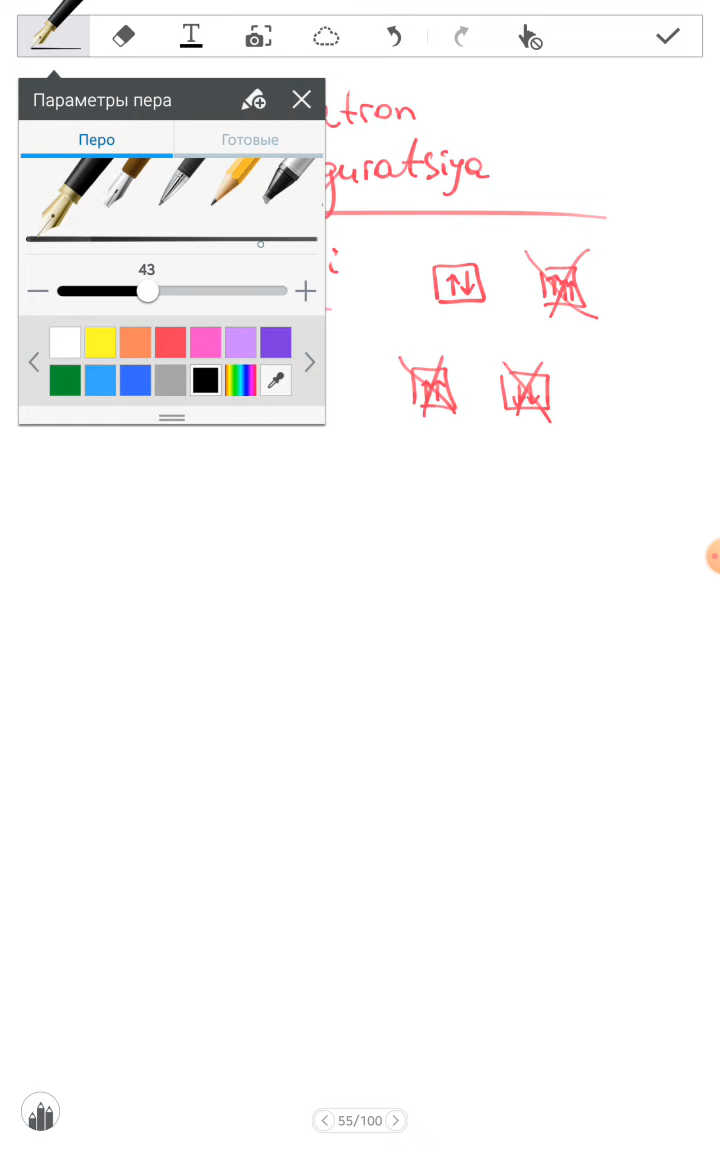 T
Параметры пера
Перо
Готовые
43
tron
guratsiya
i
55/100